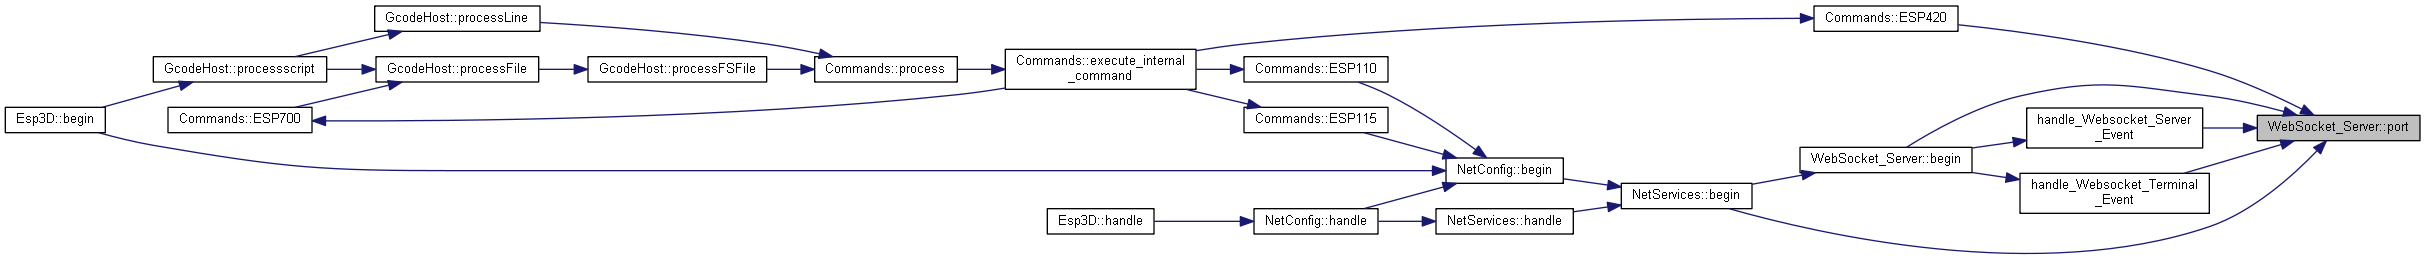 GcodeHost::processLine
Commands::ESP420
GcodeHost::processscript
GcodeHost::processFile
GcodeHost::processFSFile
Commands::process
Commands::execute_internal
_command
Commands::ESP110
Esp3D::begin
Commands::ESP700
Commands::ESP115
handle_Websocket_Server
_Event
WebSocket_Server::port
WebSocket_Server::begin
NetConfig::begin
handle_Websocket_Terminal
_Event
NetServices::begin
Esp3D::handle
NetConfig::handle
NetServices::handle